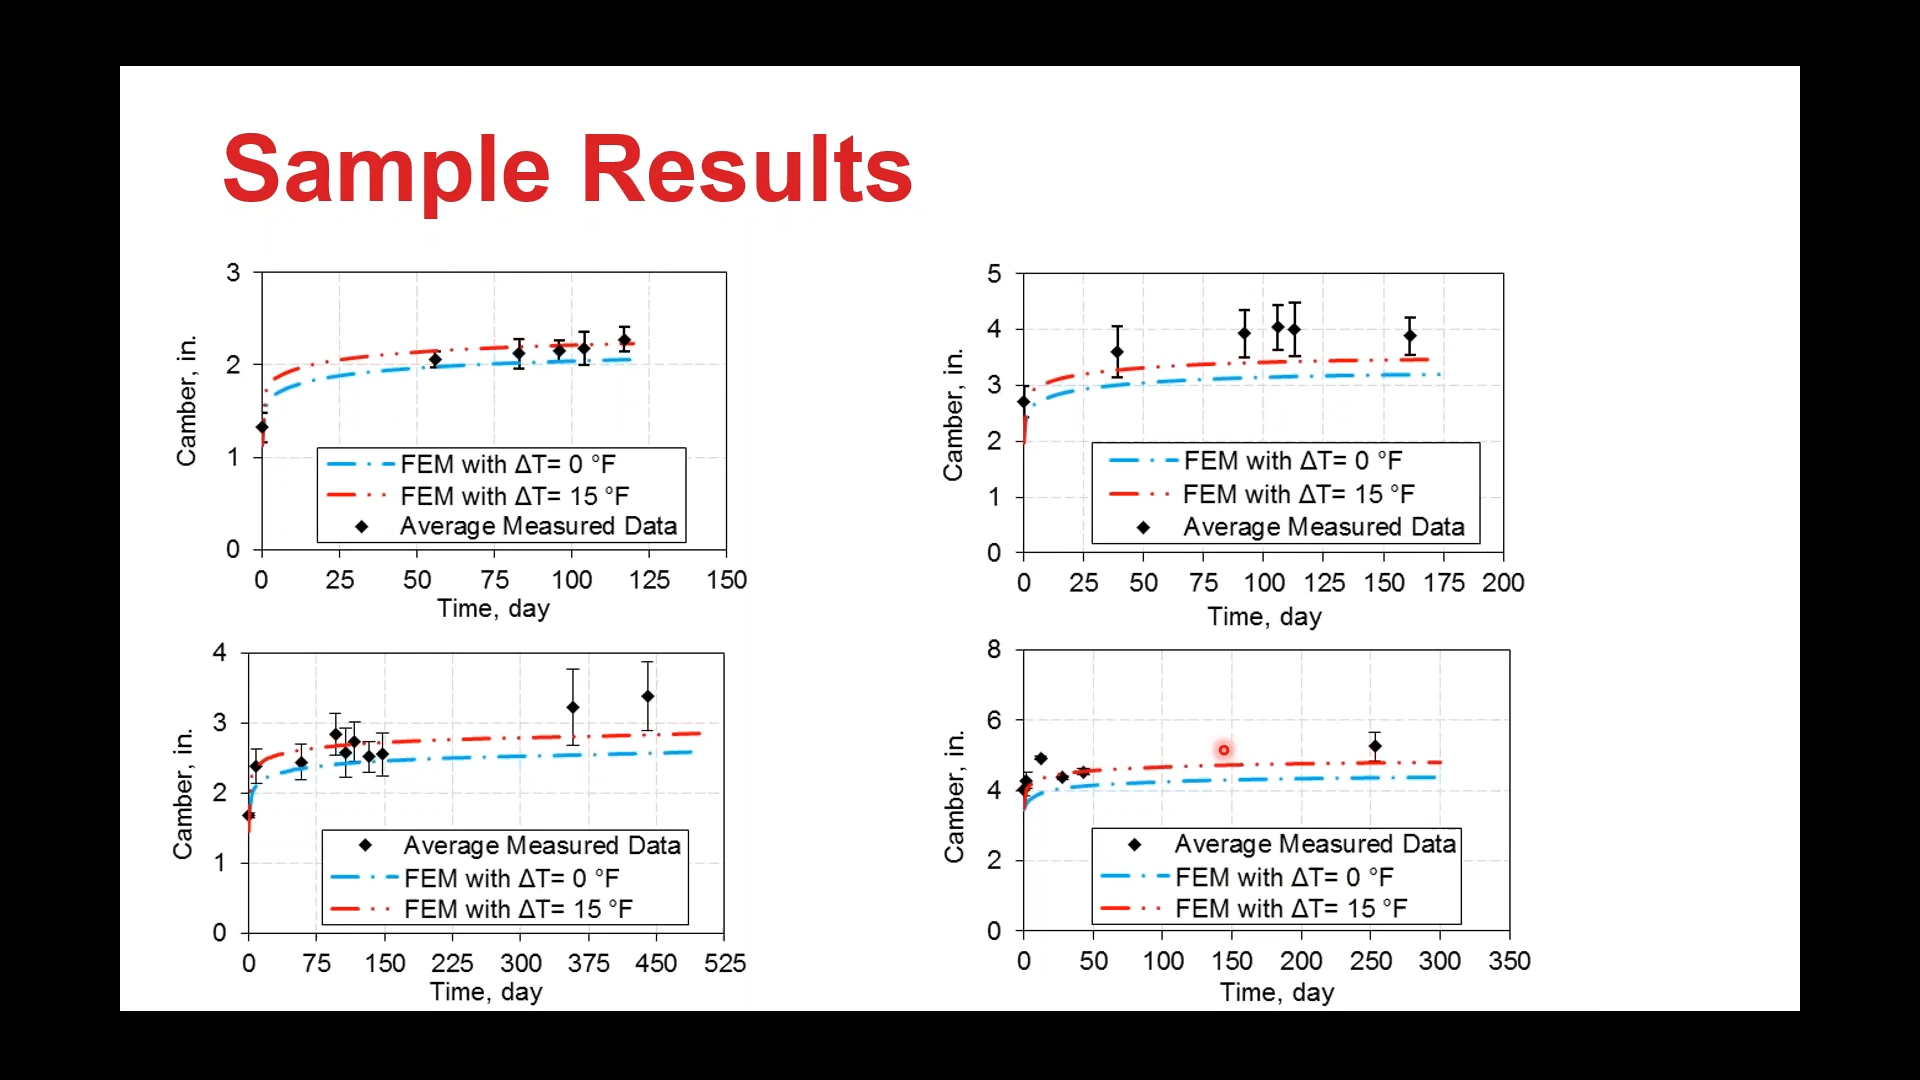 Sample Results
3
2
1
0
Camber, in.
FEM with ΔT= 0 °F
FEM with ΔT= 15 °F
Average Measured Data
0 25 50 75 100 125 150
Time, day
5
4
3
2
1
0
Camber, in.
FEM with ΔT= 0 °F
FEM with ΔT= 15 °F
Average Measured Data
0 25 50 75 100 125 150 175 200
Time, day
4
3
2
1
0
Camber, in.
Average Measured Data
FEM with ΔT= 0 °F
FEM with ΔT= 15 °F
0 75 150 225 300 375 450 525
Time, day
8
6
4
2
0
Camber, in.
Average Measured Data
FEM with ΔT= 0 °F
FEM with ΔT= 15 °F
0 50 100 150 200 250 300 350
Time, day